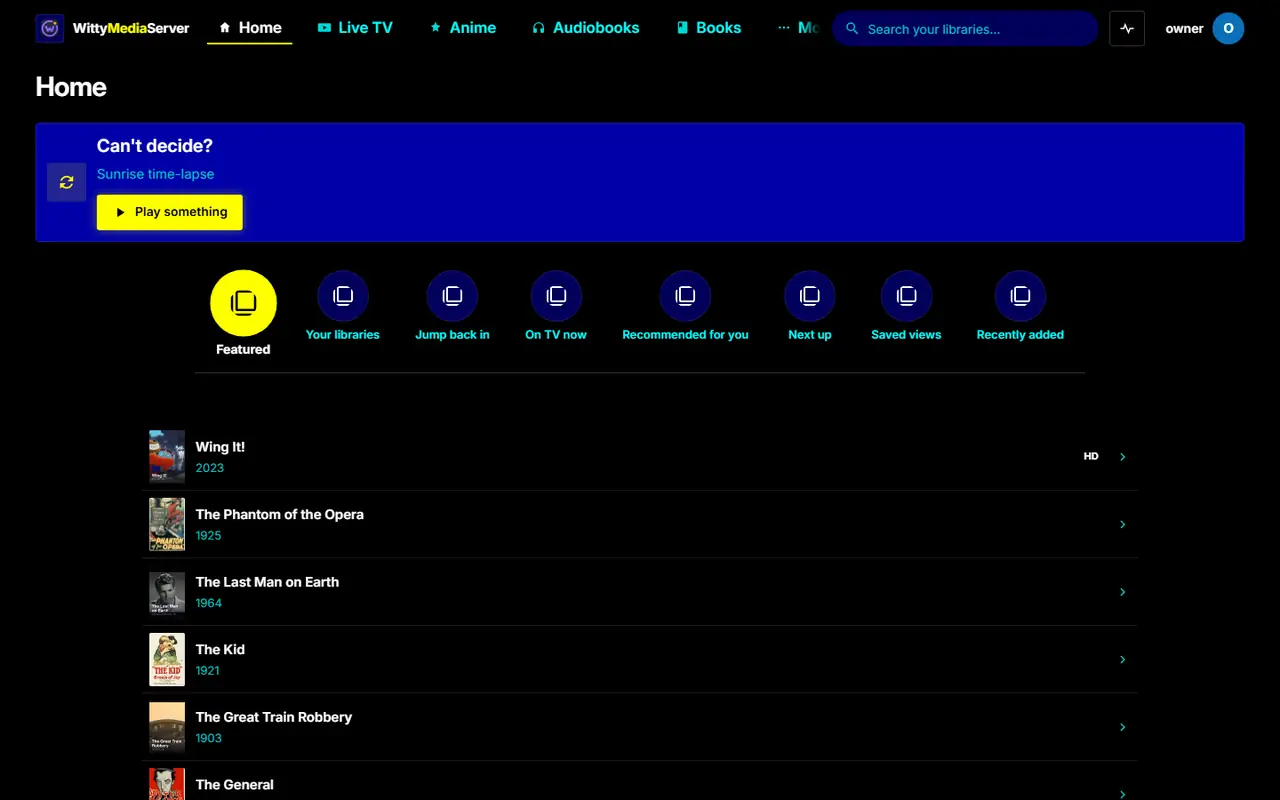 WittyMediaServer
Home
Live TV
Anime
Audiobooks
Books
Search your libraries...
owner
O
Home
Can't decide?
Sunrise time-lapse
Play something
Featured
Your libraries
Jump back in
On TV now
Recommended for you
Next up
Saved views
Recently added
Wing It!
2023
HD
The Phantom of the Opera
1925
The Last Man on Earth
1964
The Kid
1921
THE KID
The Great Train Robbery
1903
The General